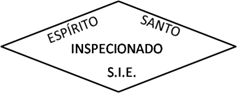 ESPÍRITO SANTO
INSPECIONADO
S.I.E.